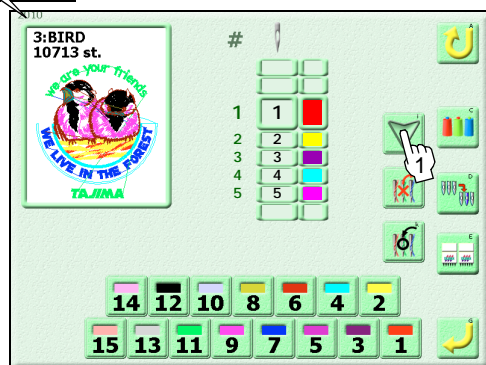 2010
3:BIRD
10713 st.
we are your friends
WE LIVE IN THE FOREST
TAJIMA
#
1 1
2 2
3 3
4 4
5 5
A
C
D
E
1
14 12 10 8 6 4 2
15 13 11 9 7 5 3 1